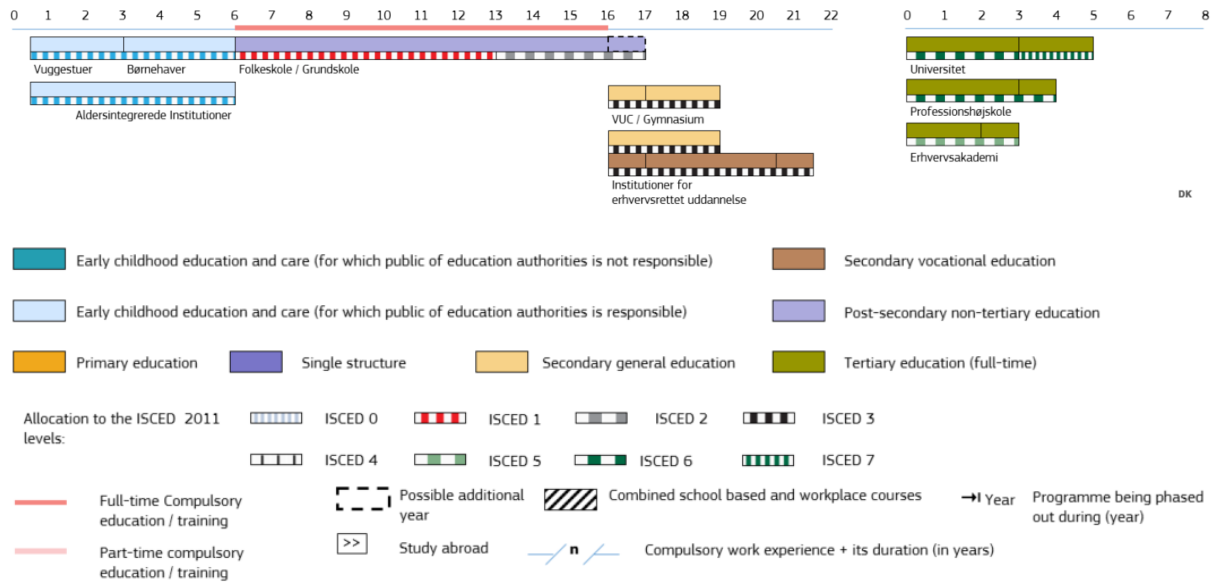 0 1 2 3 4 5 6 7 8 9 10 11 12 13 14 15 16 17 18 19 20 21 22 0 1 2 3 4 5 6 7 8
Vuggestuer Børnehaver Folkeskole / Grundskole Universitet
Aldersintegrerede Institutioner VUC / Gymnasium Professionshøjskole
Erhvervsakademi
Institutioner for
erhvervsrettet uddannelse
DK
Early childhood education and care (for which public of education authorities is not responsible) Secondary vocational education
Early childhood education and care (for which public of education authorities is responsible) Post-secondary non-tertiary education
Primary education Single structure Secondary general education Tertiary education (full-time)
Allocation to the ISCED 2011 ISCED 0 ISCED 1 ISCED 2 ISCED 3
levels:
ISCED 4 ISCED 5 ISCED 6 ISCED 7
Full-time Compulsory Possible additional Combined school based and workplace courses Year Programme being phased
education / training year out during (year)
Part-time compulsory >> Study abroad n Compulsory work experience + its duration (in years)
education / training